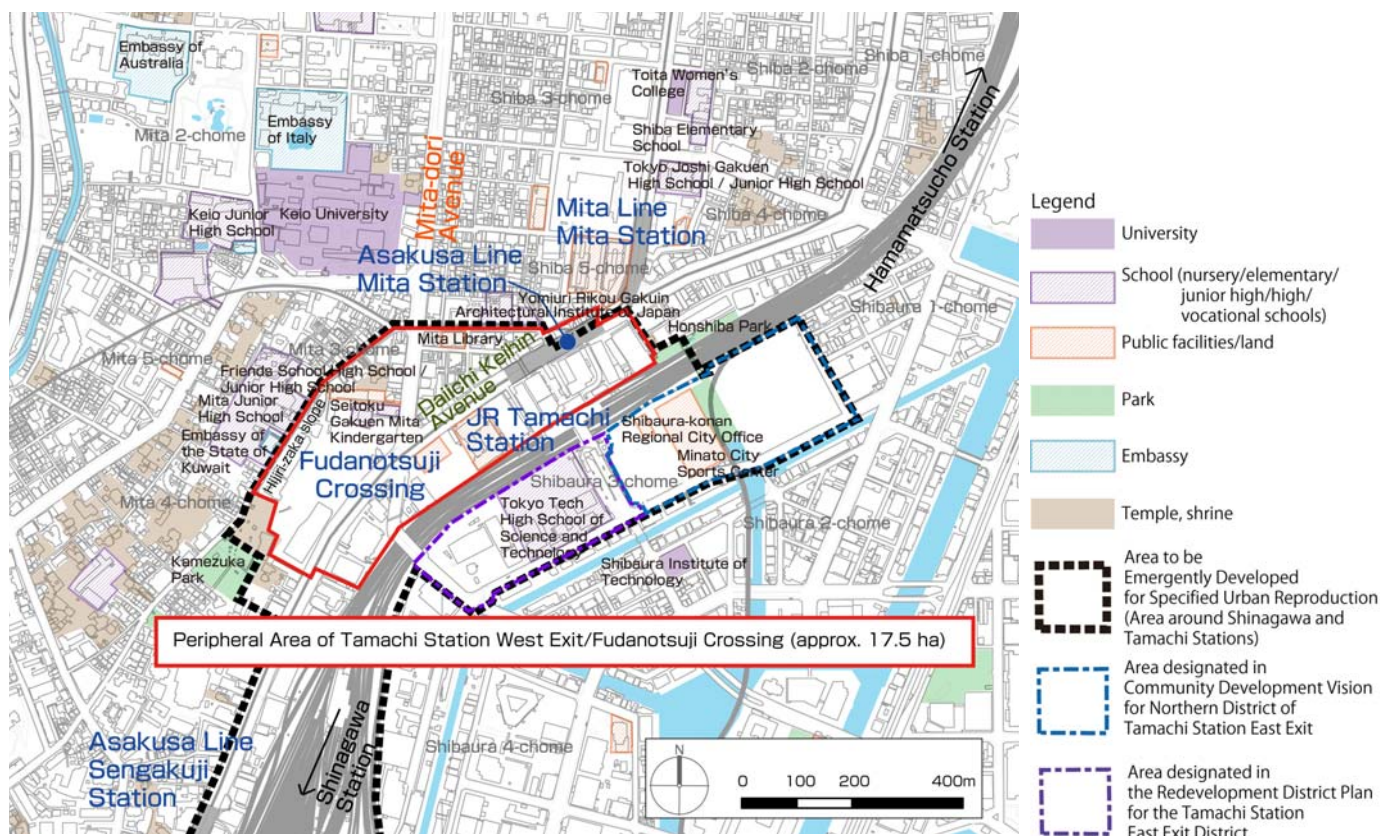 Embassy of
Australia
Mita 2-chome
Embassy
of Italy
Shiba 3-chome
Toita Women's
College
Shiba 2-chome
Shiba 1-chome
Shiba Elementary
School
Tokyo Joshi Gakuen
High School / Junior High School
Hamamatsucho Station
Keio Junior
High School
Keio University
Mita-dori
Avenue
Mita Line
Mita Station
Shiba 4-chome
Asakusa Line
Mita Station
Shiba 5-chome
Yomiuri Rikou Gakuin
Architectural Institute of Japan
Shibaura 1-chome
Honshiba Park
Mita Library
Mita 5-chome
Mita 3-chome
Friends School High School /
Junior High School
Daiichi Keihin
Avenue
Mita Junior
High School
Seitoku
Gakuen Mita
Kindergarten
JR Tamachi
Station
Shibaura-konan
Regional City Office
Minato City
Sports Center
Embassy of
the State of
Kuwait
Hijiri-zaka slope
Fudanotsuji
Crossing
Shibaura 3-chome
Mita 4-chome
Tokyo Tech
High School of
Science and
Technology
Shibaura 2-chome
Kamezuka
Park
Shibaura Institute of
Technology
Peripheral Area of Tamachi Station West Exit/Fudanotsuji Crossing (approx. 17.5 ha)
Asakusa Line
Sengakuji
Station
Shinagawa
Station
Shibaura 4-chome
N
0 100 200 400m
Legend
University
School (nursery/elementary/
junior high/high/
vocational schools)
Public facilities/land
Park
Embassy
Temple, shrine
Area to be
Emergently Developed
for Specified Urban Reproduction
(Area around Shinagawa and
Tamachi Stations)
Area designated in
Community Development Vision
for Northern District of
Tamachi Station East Exit
Area designated in
the Redevelopment District Plan
for the Tamachi Station
East Exit District